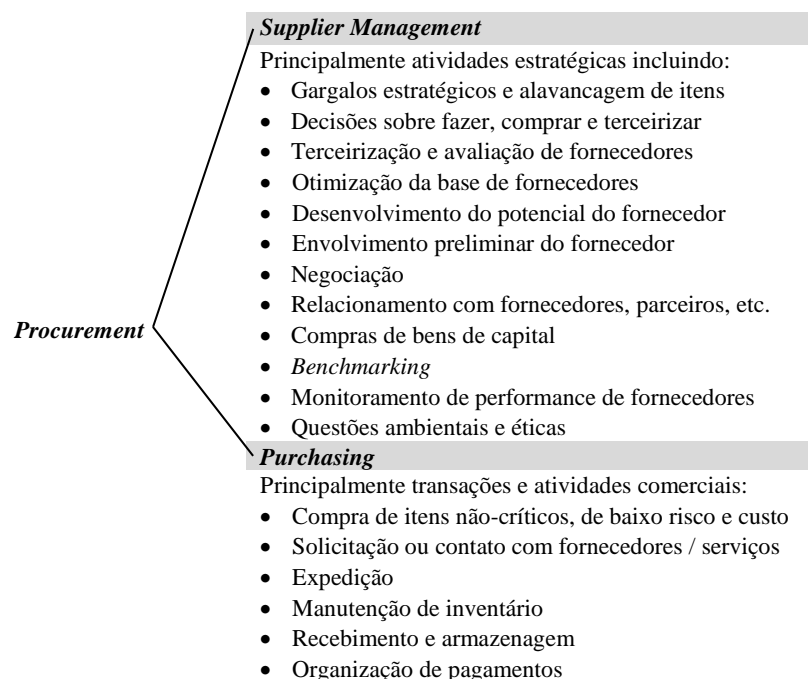 Supplier Management
Principalmente atividades estratégicas incluindo:
• Gargalos estratégicos e alavancagem de itens
• Decisões sobre fazer, comprar e terceirizar
• Terceirização e avaliação de fornecedores
• Otimização da base de fornecedores
• Desenvolvimento do potencial do fornecedor
• Envolvimento preliminar do fornecedor
• Negociação
• Relacionamento com fornecedores, parceiros, etc.
Procurement
• Compras de bens de capital
• Benchmarking
• Monitoramento de performance de fornecedores
• Questões ambientais e éticas
Purchasing
Principalmente transações e atividades comerciais:
• Compra de itens não-críticos, de baixo risco e custo
• Solicitação ou contato com fornecedores / serviços
• Expedição
• Manutenção de inventário
• Recebimento e armazenagem
• Organização de pagamentos